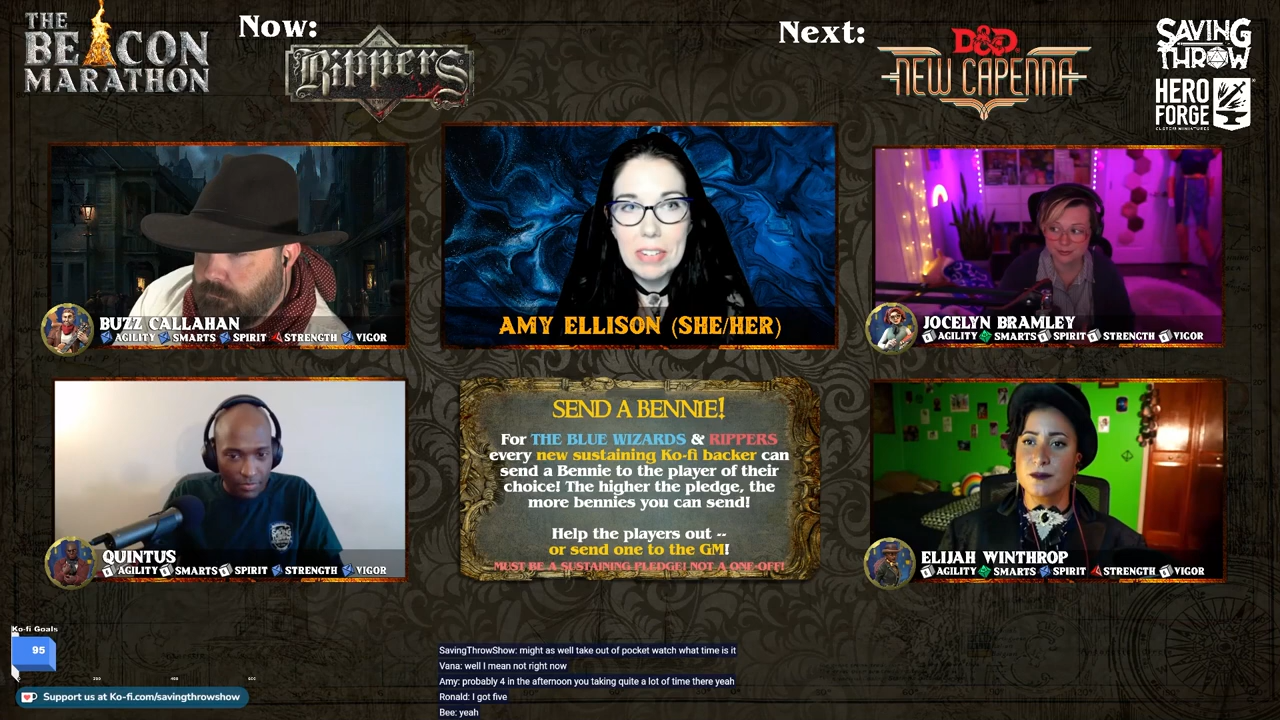 THE
BEACON
MARATHON
Now:
Rippers
Next:
D&D
NEW CAPENNA
SAVING
THROW
HERO
FORGE
CUSTOM MINIATURES
BUZZ CALLAHAN
AGILITY SMARTS SPIRIT STRENGTH VIGOR
AMY ELLISON (SHE/HER)
JOCELYN BRAMLEY
AGILITY SMARTS SPIRIT STRENGTH VIGOR
QUINTUS
AGILITY SMARTS SPIRIT STRENGTH VIGOR
SEND A BENNIE!
For THE BLUE WIZARDS & RIPPERS
every new sustaining Ko-fi backer can
send a Bennie to the player of their
choice! The higher the pledge, the
more bennies you can send!
Help the players out --
or send one to the GM!
MUST BE A SUSTAINING PLEDGE! NOT A ONE-OFF!
ELIJAH WINTHROP
AGILITY SMARTS SPIRIT STRENGTH VIGOR
Ko-fi Goals
95
Support us at Ko-fi.com/savingthrowshow
SavingThrowShow: might as well take out of pocket watch what time is it
Vana: well I mean not right now
Amy: probably 4 in the afternoon you taking quite a lot of time there yeah
Ronald: I got five
Bee: yeah